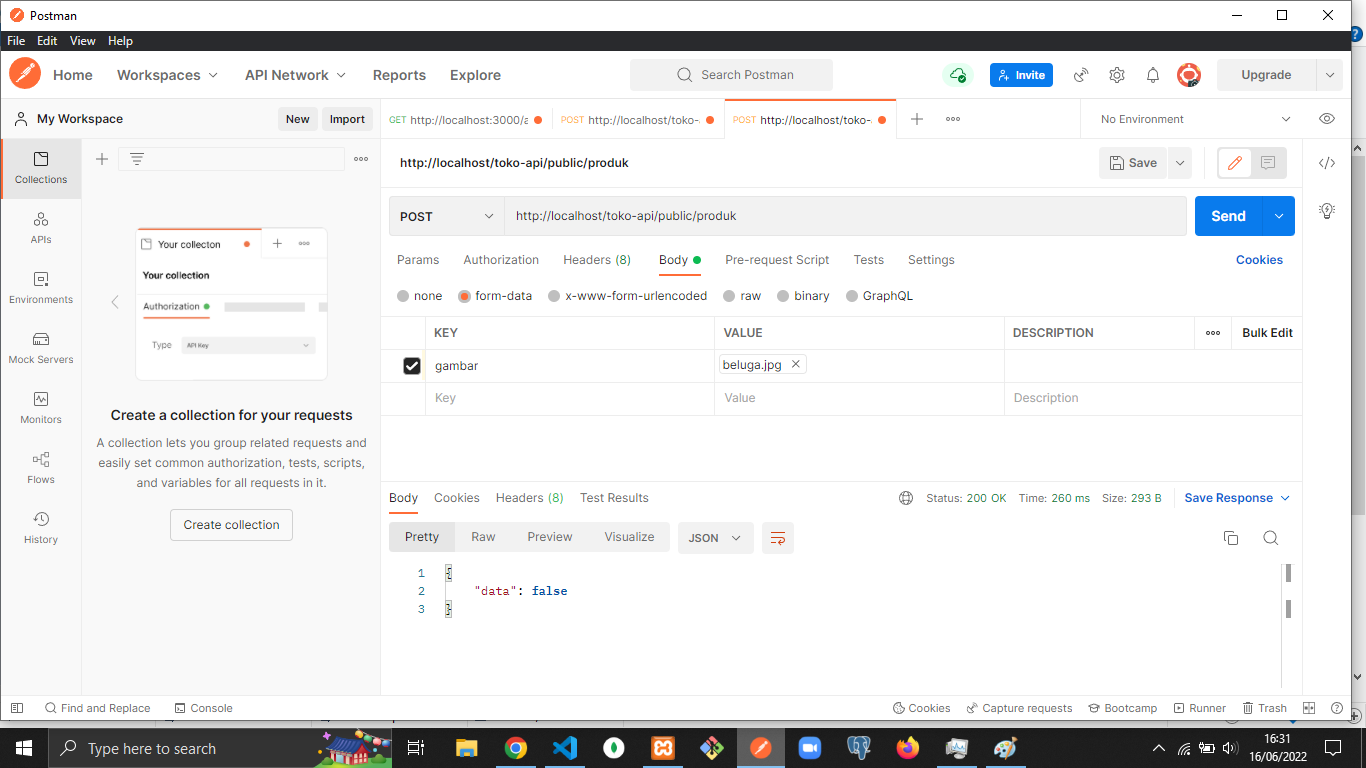 Postman
File Edit View Help
Home Workspaces API Network Reports Explore Search Postman Invite Upgrade
My Workspace New Import GET http://localhost:3000/a POST http://localhost/toko- POST http://localhost/toko-a No Environment
http://localhost/toko-api/public/produk Save
Collections
APIs
Environments
Mock Servers
Monitors
Flows
History
Your collecton
Your collection
Authorization
Type API Key
Create a collection for your requests
A collection lets you group related requests and
easily set common authorization, tests, scripts,
and variables for all requests in it.
Create collection
POST http://localhost/toko-api/public/produk Send
Params Authorization Headers (8) Body Pre-request Script Tests Settings Cookies
none form-data x-www-form-urlencoded raw binary GraphQL
KEY VALUE DESCRIPTION Bulk Edit
gambar beluga.jpg
Key Value Description
Body Cookies Headers (8) Test Results Status: 200 OK Time: 260 ms Size: 293 B Save Response
Pretty Raw Preview Visualize JSON
1 {
2 "data": false
3 }
Find and Replace Console Cookies Capture requests Bootcamp Runner Trash
Type here to search 16:31
16/06/2022